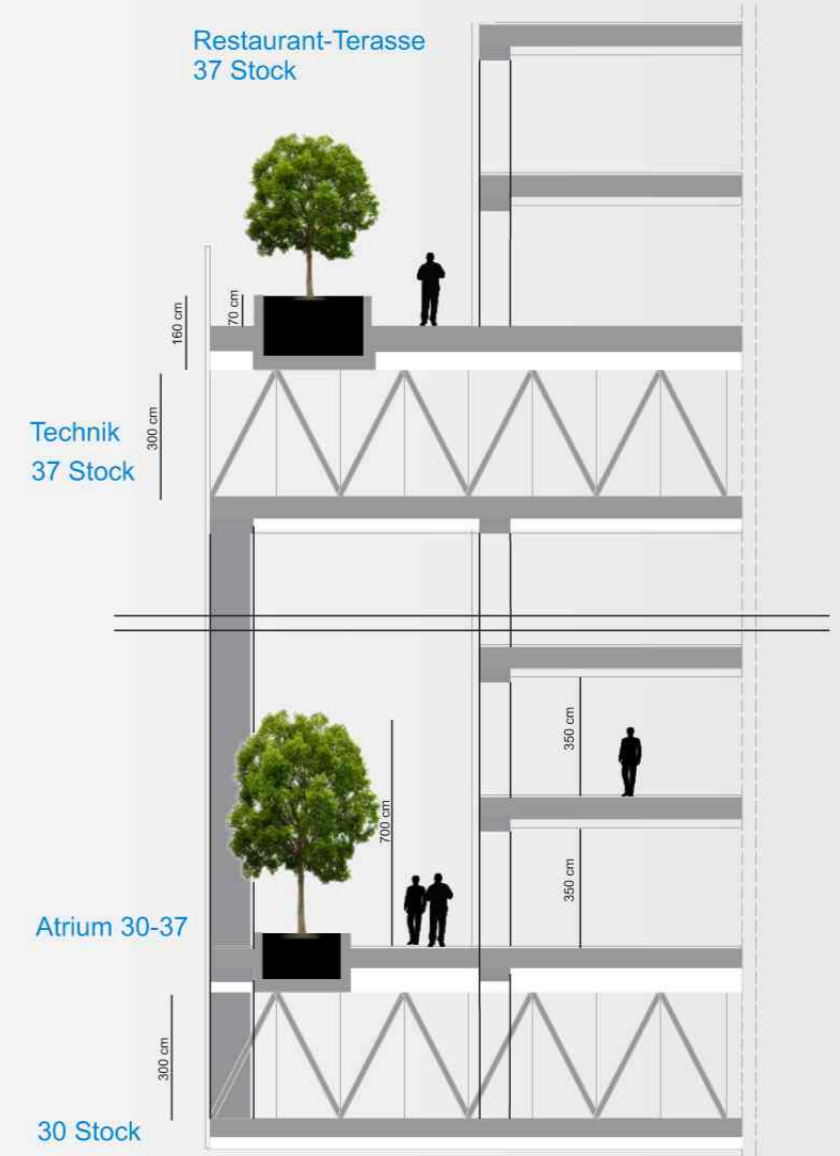 Restaurant-Terasse
37 Stock
70 cm
160 cm
300 cm
Technik
37 Stock
350 cm
700 cm
350 cm
Atrium 30-37
300 cm
30 Stock